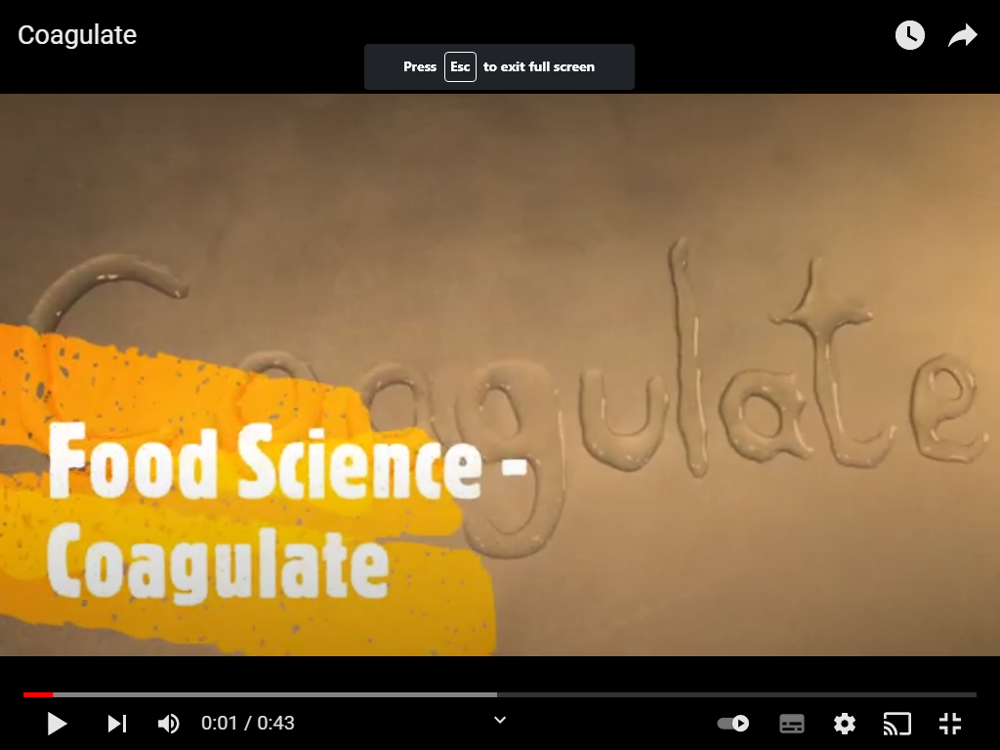 Coagulate
Press Esc to exit full screen
Coagulate
Food Science -
Coagulate
0:01 / 0:43